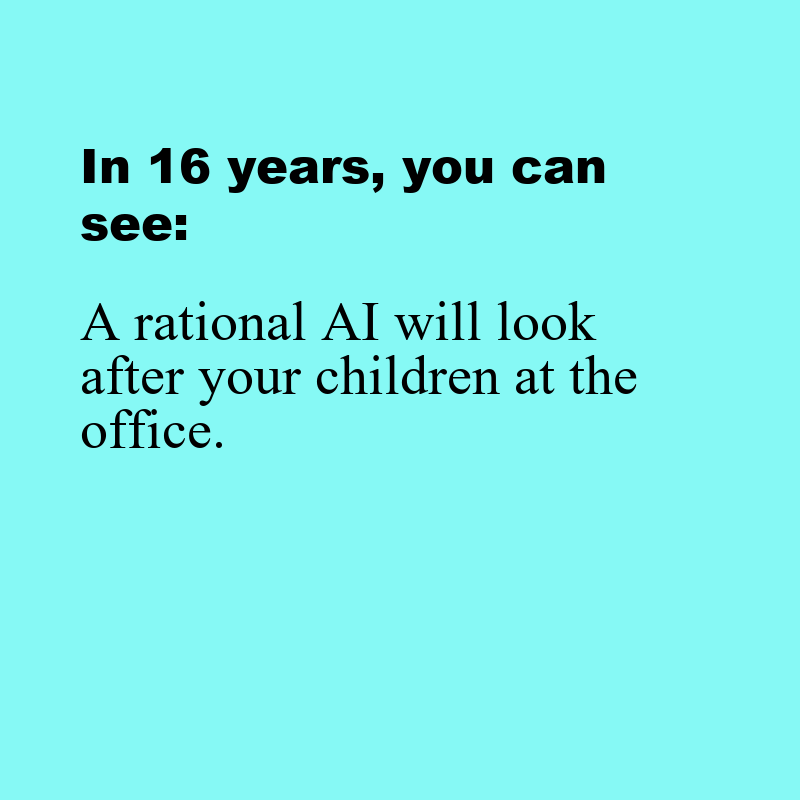 In 16 years, you can
see:
A rational AI will look
after your children at the
office.